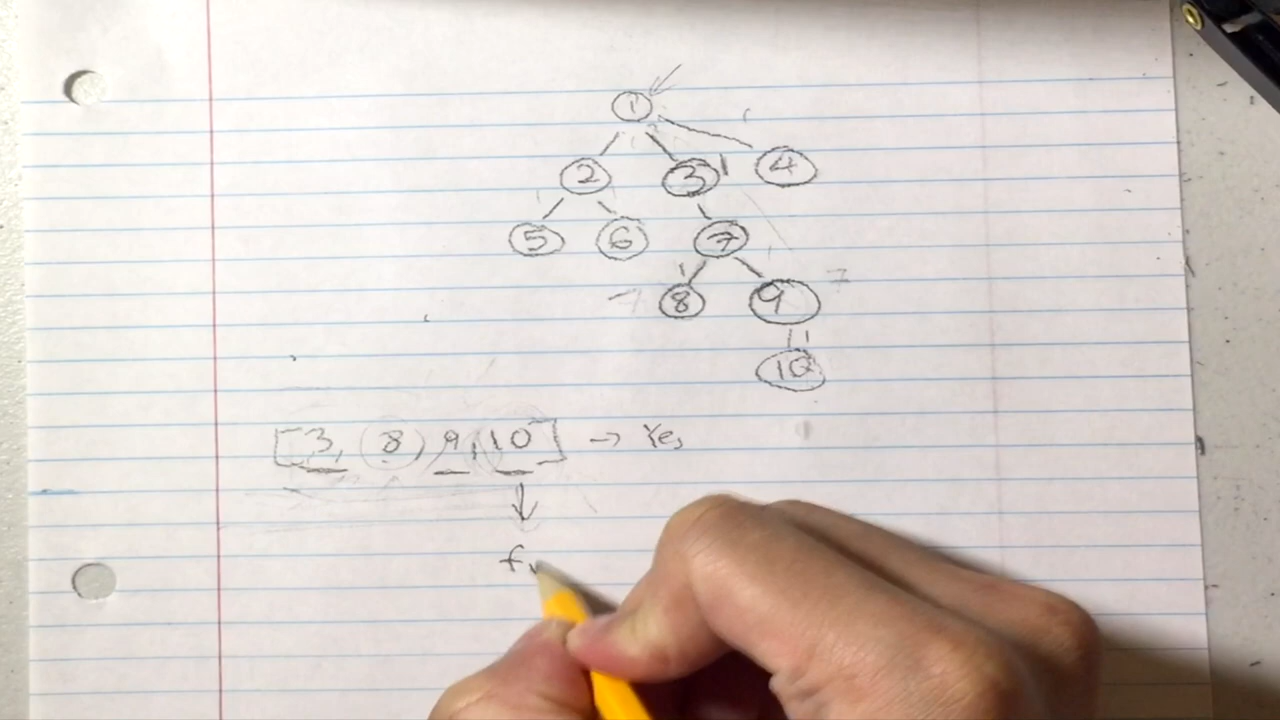 1
2 3 4
5 6 7
8 9
10
[3, 8, 9, 10] → Yes